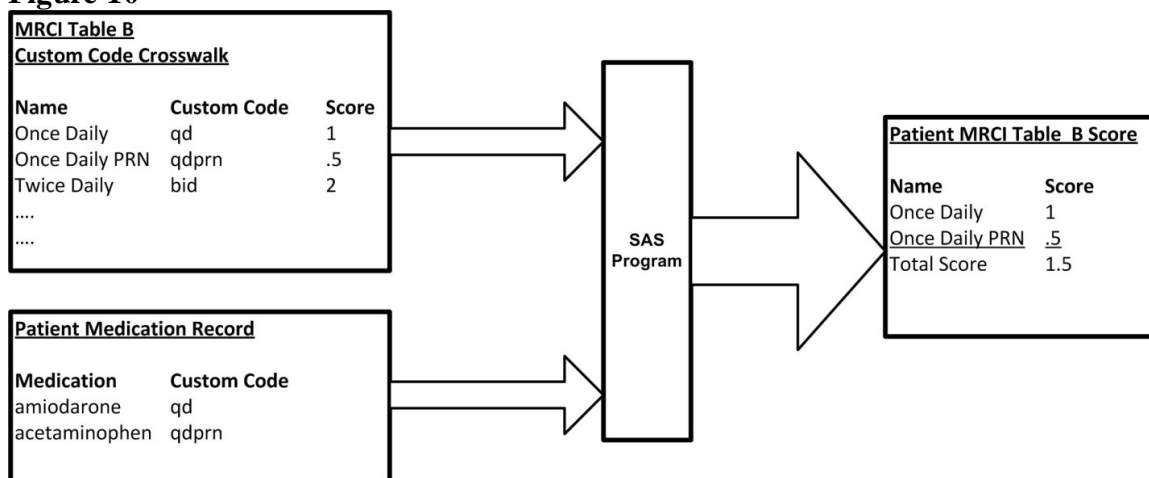 MRCI Table B
Custom Code Crosswalk
Name Custom Code Score
Once Daily qd 1
Once Daily PRN qdprn .5
Twice Daily bid 2
....
....
Patient Medication Record
Medication Custom Code
amiodarone qd
acetaminophen qdprn
SAS
Program
Patient MRCI Table B Score
Name Score
Once Daily 1
Once Daily PRN .5
Total Score 1.5